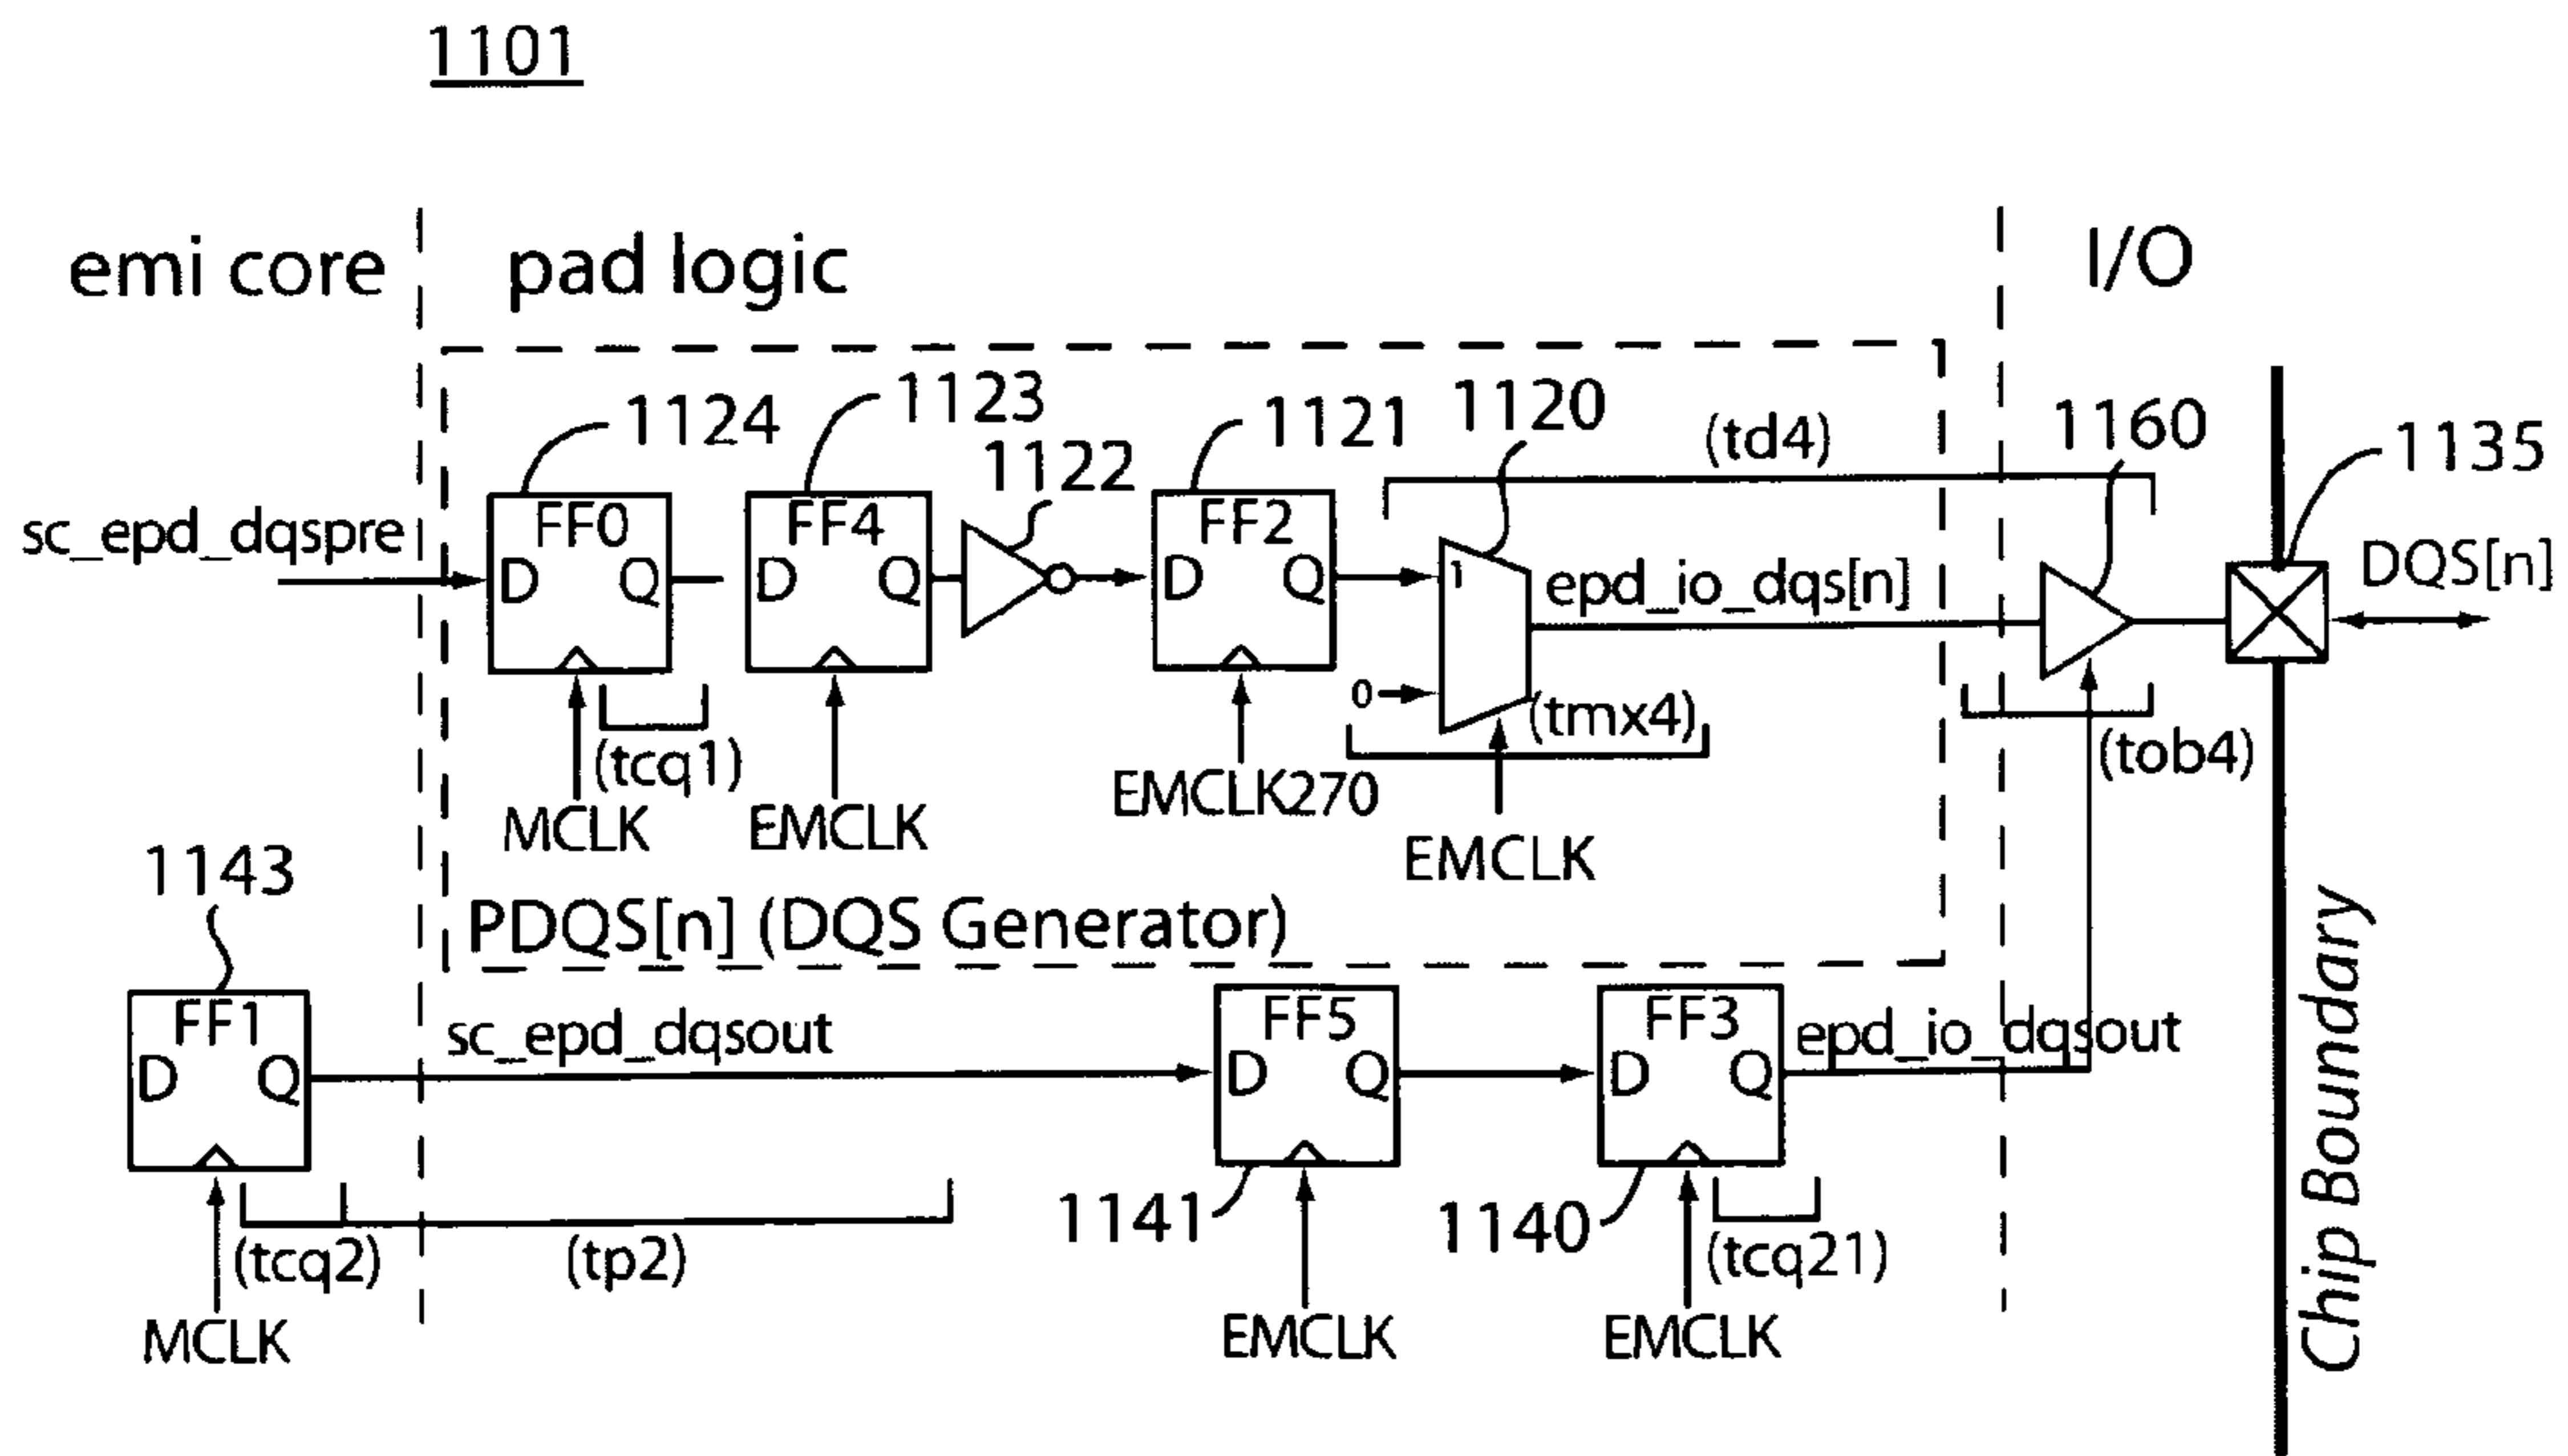 1101
emi core
pad logic
I/O
1124
1123
1122
1121
1120
(td4)
1160
1135
sc_epd_dqspre
FF0
D Q
FF4
D Q
FF2
D Q
1
0
epd_io_dqs[n]
DQS[n]
(tmx4)
(tob4)
(tcq1)
MCLK
EMCLK
EMCLK270
EMCLK
1143
PDQS[n] (DQS Generator)
FF1
D Q
sc_epd_dqsout
FF5
D Q
FF3
D Q
epd_io_dqsout
Chip Boundary
1141
1140
(tcq2)
(tp2)
(tcq21)
MCLK
EMCLK
EMCLK